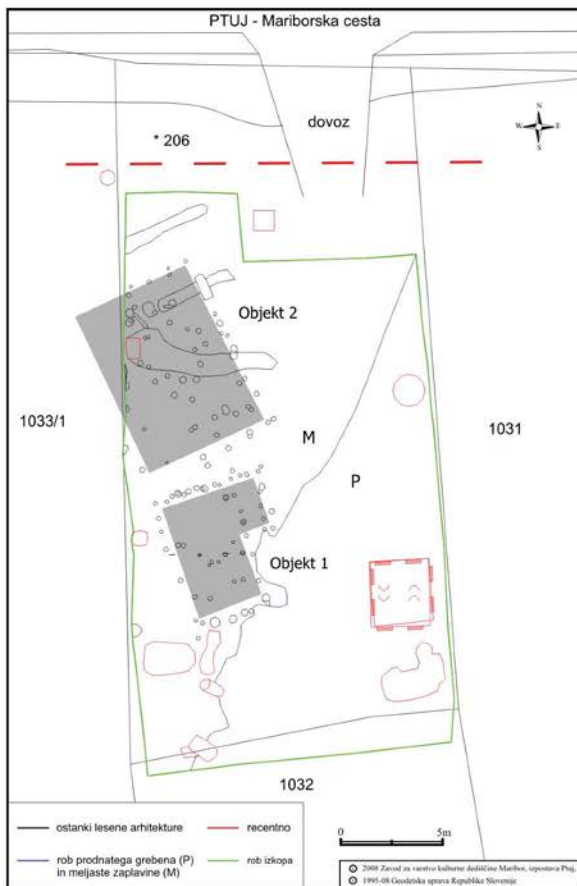 PTUJ - Mariborska cesta
dovoz
* 206
N
W E
S
Objekt 2
1033/1
1031
M
P
Objekt 1
1032
ostanki lesene arhitekture
recentno
rob prodnatega grebena (P)
in meljaste zaplavine (M)
rob izkopa
0 5m
© 2008 Zavod za varstvo kulturne dediščine Maribor, izpostava Ptuj.
© 1995-08 Geodetska uprava Republike Slovenije